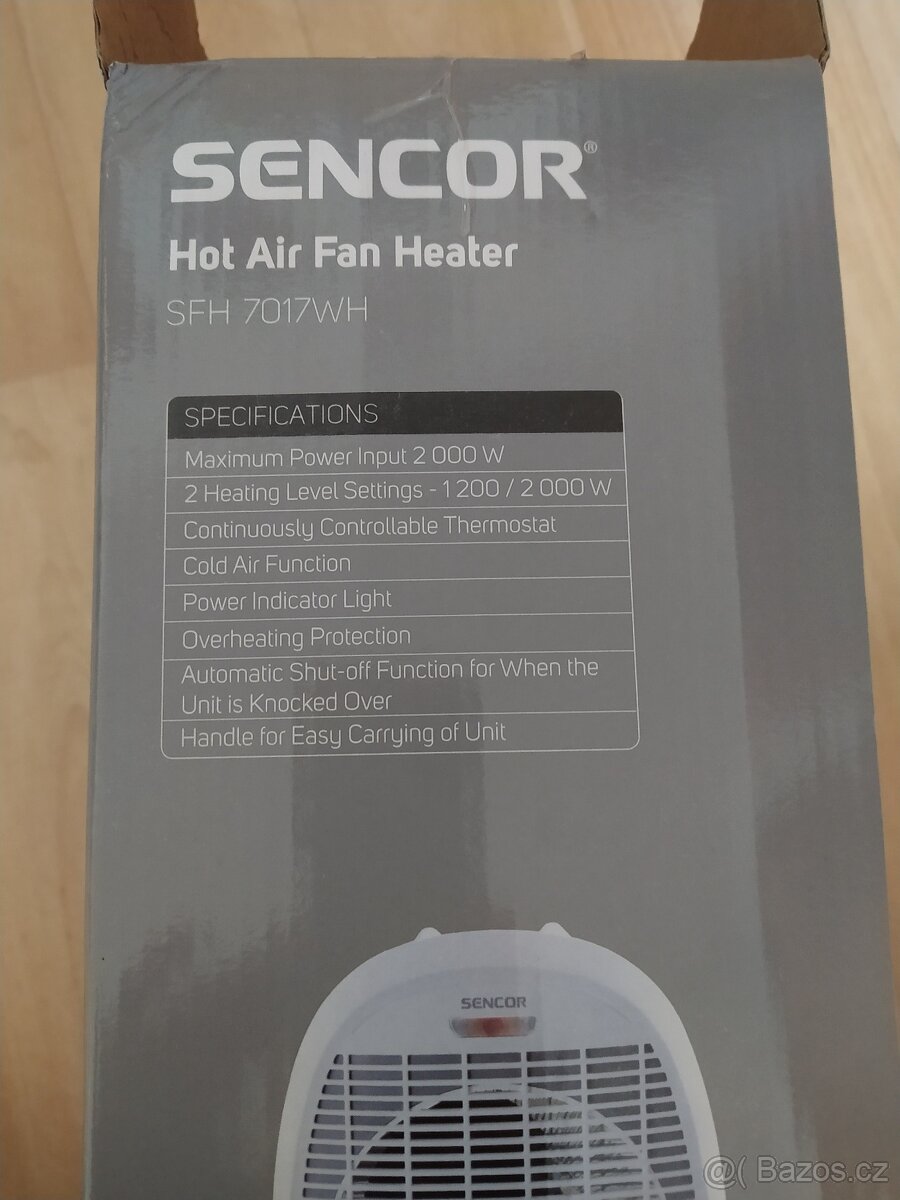 SENCOR®
Hot Air Fan Heater
SFH 7017WH
SPECIFICATIONS
Maximum Power Input 2 000 W
2 Heating Level Settings - 1 200 / 2 000 W
Continuously Controllable Thermostat
Cold Air Function
Power Indicator Light
Overheating Protection
Automatic Shut-off Function for When the
Unit is Knocked Over
Handle for Easy Carrying of Unit
SENCOR
@( Bazos.cz